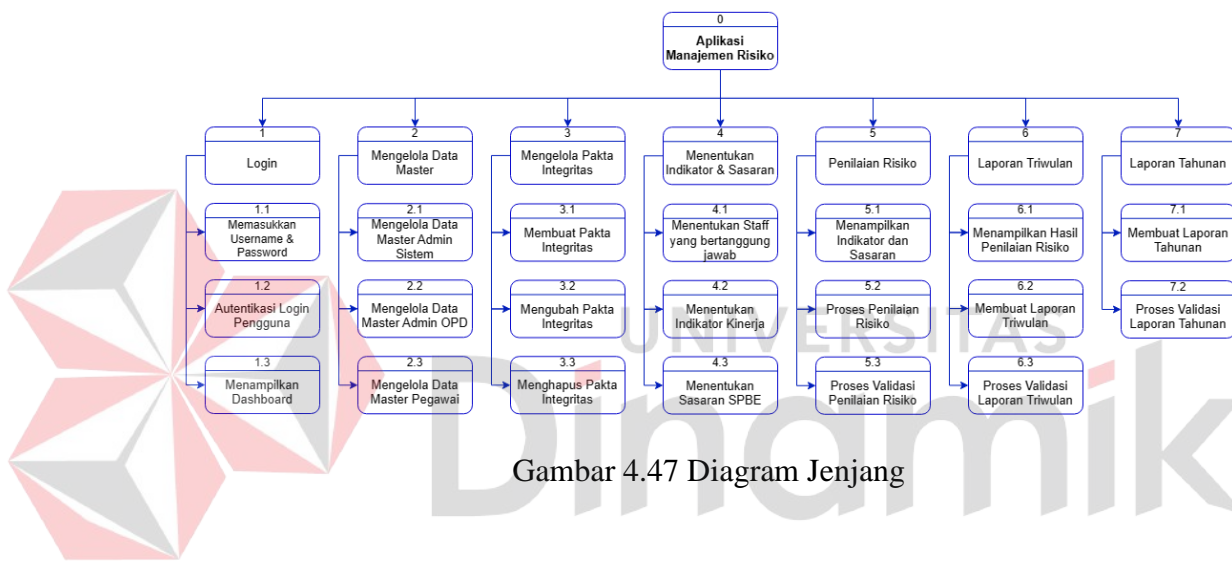 0
Aplikasi
Manajemen Risiko
1
Login
2
Mengelola Data
Master
3
Mengelola Pakta
Integritas
4
Menentukan
Indikator & Sasaran
5
Penilaian Risiko
6
Laporan Triwulan
7
Laporan Tahunan
1.1
Memasukkan
Username &
Password
2.1
Mengelola Data
Master Admin
Sistem
3.1
Membuat Pakta
Integritas
4.1
Menentukan Staff
yang bertanggung
jawab
5.1
Menampilkan
Indikator dan
Sasaran
6.1
Menampilkan Hasil
Penilaian Risiko
7.1
Membuat Laporan
Tahunan
1.2
Autentikasi Login
Pengguna
2.2
Mengelola Data
Master Admin OPD
3.2
Mengubah Pakta
Integritas
4.2
Menentukan
Indikator Kinerja
5.2
Proses Penilaian
Risiko
6.2
Membuat Laporan
Triwulan
7.2
Proses Validasi
Laporan Tahunan
1.3
Menampilkan
Dashboard
2.3
Mengelola Data
Master Pegawai
3.3
Menghapus Pakta
Integritas
4.3
Menentukan
Sasaran SPBE
5.3
Proses Validasi
Penilaian Risiko
6.3
Proses Validasi
Laporan Triwulan
UNIVERSITAS
Dinamika
Gambar 4.47 Diagram Jenjang